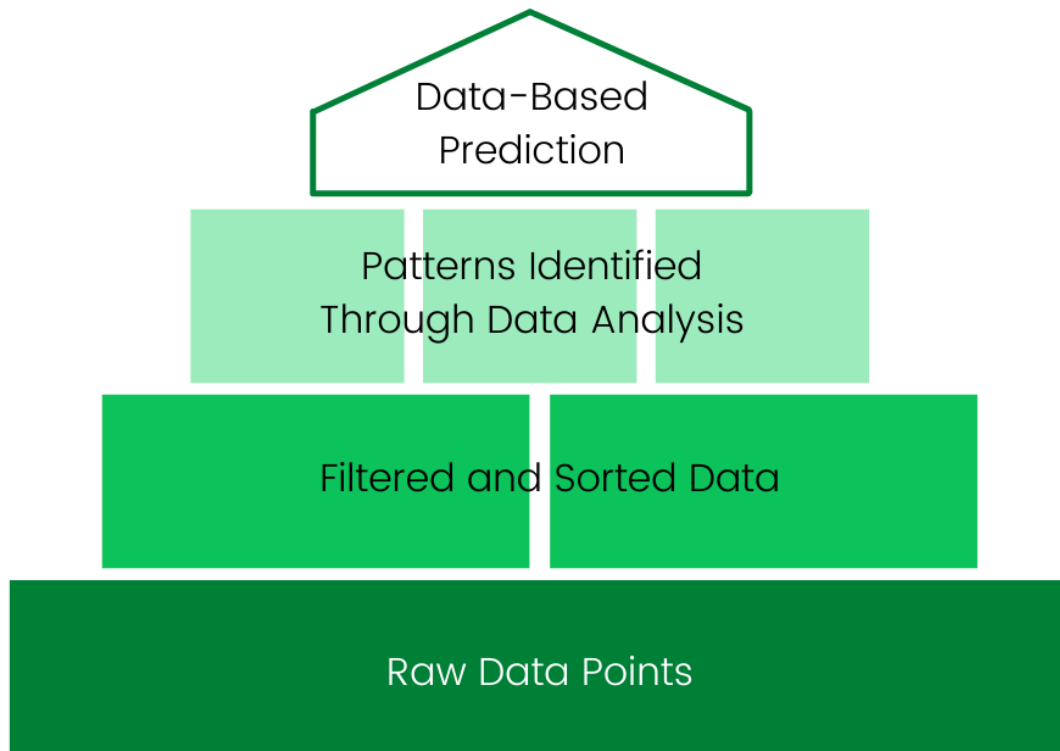 Data-Based
Prediction
Patterns Identified
Through Data Analysis
Filtered and Sorted Data
Raw Data Points